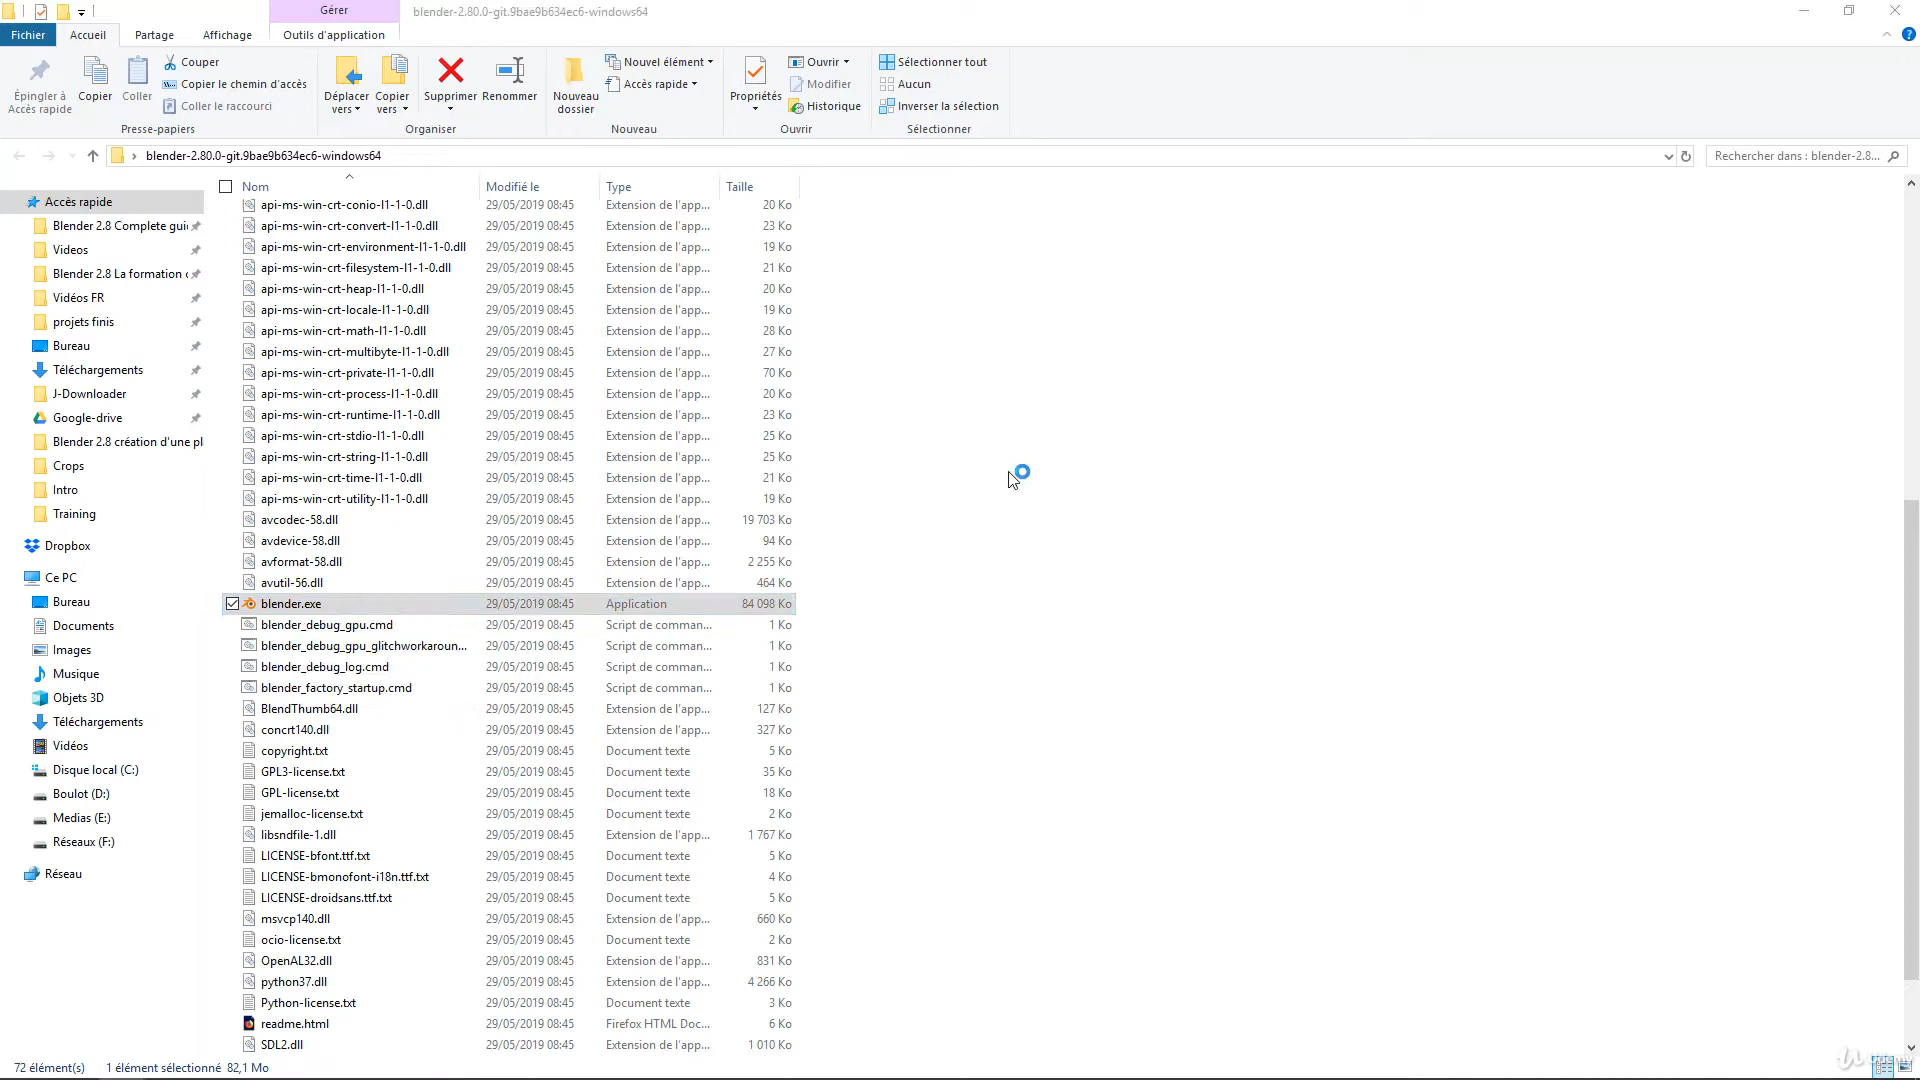 Gérer
blender-2.80.0-git.9bae9b634ec6-windows64
Fichier
Accueil
Partage
Affichage
Outils d'application
Épingler à
Accès rapide
Copier
Coller
Couper
Copier le chemin d'accès
Coller le raccourci
Presse-papiers
Déplacer
vers
Copier
vers
Supprimer
Renommer
Organiser
Nouveau
dossier
Nouvel élément
Accès rapide
Nouveau
Propriétés
Ouvrir
Modifier
Historique
Ouvrir
Sélectionner tout
Aucun
Inverser la sélection
Sélectionner
blender-2.80.0-git.9bae9b634ec6-windows64
Rechercher dans : blender-2.8...
Accès rapide
Blender 2.8 Complete gui
Videos
Blender 2.8 La formation
Vidéos FR
projets finis
Bureau
Téléchargements
J-Downloader
Google-drive
Blender 2.8 création d'une pl
Crops
Intro
Training
Dropbox
Ce PC
Bureau
Documents
Images
Musique
Objets 3D
Téléchargements
Vidéos
Disque local (C:)
Boulot (D:)
Medias (E:)
Réseaux (F:)
Réseau
Nom Modifié le Type Taille
api-ms-win-crt-conio-l1-1-0.dll 29/05/2019 08:45 Extension de l'app... 20 Ko
api-ms-win-crt-convert-l1-1-0.dll 29/05/2019 08:45 Extension de l'app... 23 Ko
api-ms-win-crt-environment-l1-1-0.dll 29/05/2019 08:45 Extension de l'app... 19 Ko
api-ms-win-crt-filesystem-l1-1-0.dll 29/05/2019 08:45 Extension de l'app... 21 Ko
api-ms-win-crt-heap-l1-1-0.dll 29/05/2019 08:45 Extension de l'app... 20 Ko
api-ms-win-crt-locale-l1-1-0.dll 29/05/2019 08:45 Extension de l'app... 19 Ko
api-ms-win-crt-math-l1-1-0.dll 29/05/2019 08:45 Extension de l'app... 28 Ko
api-ms-win-crt-multibyte-l1-1-0.dll 29/05/2019 08:45 Extension de l'app... 27 Ko
api-ms-win-crt-private-l1-1-0.dll 29/05/2019 08:45 Extension de l'app... 70 Ko
api-ms-win-crt-process-l1-1-0.dll 29/05/2019 08:45 Extension de l'app... 20 Ko
api-ms-win-crt-runtime-l1-1-0.dll 29/05/2019 08:45 Extension de l'app... 23 Ko
api-ms-win-crt-stdio-l1-1-0.dll 29/05/2019 08:45 Extension de l'app... 25 Ko
api-ms-win-crt-string-l1-1-0.dll 29/05/2019 08:45 Extension de l'app... 25 Ko
api-ms-win-crt-time-l1-1-0.dll 29/05/2019 08:45 Extension de l'app... 21 Ko
api-ms-win-crt-utility-l1-1-0.dll 29/05/2019 08:45 Extension de l'app... 19 Ko
avcodec-58.dll 29/05/2019 08:45 Extension de l'app... 19 703 Ko
avdevice-58.dll 29/05/2019 08:45 Extension de l'app... 94 Ko
avformat-58.dll 29/05/2019 08:45 Extension de l'app... 2 255 Ko
avutil-56.dll 29/05/2019 08:45 Extension de l'app... 464 Ko
blender.exe 29/05/2019 08:45 Application 84 098 Ko
blender_debug_gpu.cmd 29/05/2019 08:45 Script de comman... 1 Ko
blender_debug_gpu_glitchworkaroun... 29/05/2019 08:45 Script de comman... 1 Ko
blender_debug_log.cmd 29/05/2019 08:45 Script de comman... 1 Ko
blender_factory_startup.cmd 29/05/2019 08:45 Script de comman... 1 Ko
BlendThumb64.dll 29/05/2019 08:45 Extension de l'app... 127 Ko
concrt140.dll 29/05/2019 08:45 Extension de l'app... 327 Ko
copyright.txt 29/05/2019 08:45 Document texte 5 Ko
GPL3-license.txt 29/05/2019 08:45 Document texte 35 Ko
GPL-license.txt 29/05/2019 08:45 Document texte 18 Ko
jemalloc-license.txt 29/05/2019 08:45 Document texte 2 Ko
libsndfile-1.dll 29/05/2019 08:45 Extension de l'app... 1 767 Ko
LICENSE-bfont.ttf.txt 29/05/2019 08:45 Document texte 5 Ko
LICENSE-bmonofont-i18n.ttf.txt 29/05/2019 08:45 Document texte 4 Ko
LICENSE-droidsans.ttf.txt 29/05/2019 08:45 Document texte 5 Ko
msvcp140.dll 29/05/2019 08:45 Extension de l'app... 660 Ko
ocio-license.txt 29/05/2019 08:45 Document texte 2 Ko
OpenAL32.dll 29/05/2019 08:45 Extension de l'app... 831 Ko
python37.dll 29/05/2019 08:45 Extension de l'app... 4 266 Ko
Python-license.txt 29/05/2019 08:45 Document texte 3 Ko
readme.html 29/05/2019 08:45 Firefox HTML Doc... 6 Ko
SDL2.dll 29/05/2019 08:45 Extension de l'app... 1 010 Ko
72 élément(s) 1 élément sélectionné 82,1 Mo